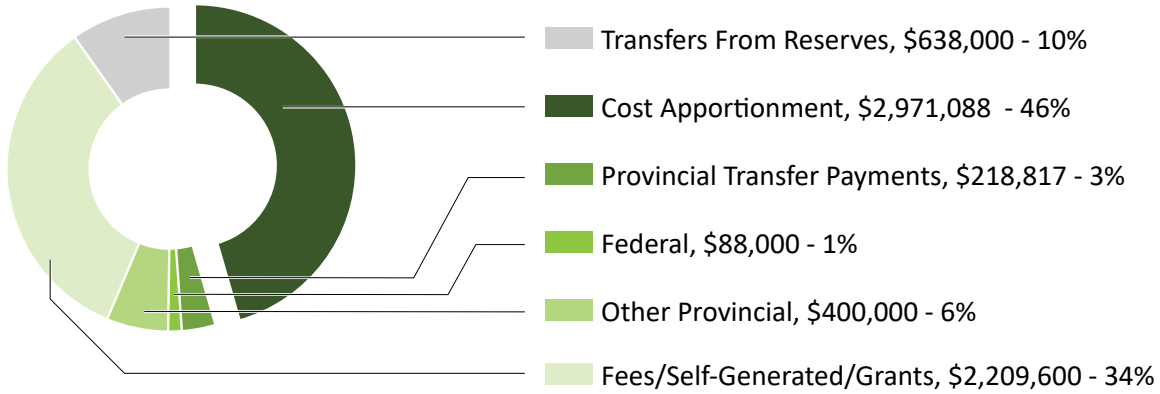 Transfers From Reserves, $638,000 - 10%
Cost Apportionment, $2,971,088 - 46%
Provincial Transfer Payments, $218,817 - 3%
Federal, $88,000 - 1%
Other Provincial, $400,000 - 6%
Fees/Self-Generated/Grants, $2,209,600 - 34%